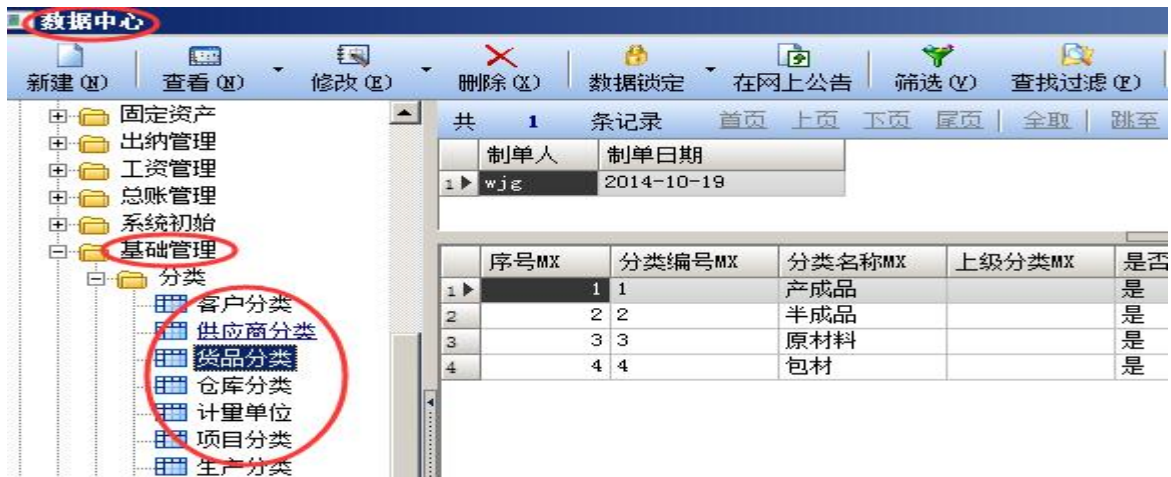 数据中心
新建(N) 查看(N) 修改(E) 删除(X) 数据锁定 在网上公告 筛选(V) 查找过滤(F)
固定资产
出纳管理
工资管理
总账管理
系统初始
基础管理
分类
客户分类
供应商分类
货品分类
仓库分类
计量单位
项目分类
生产分类
共 1 条记录 首页 上页 下页 尾页 全取 跳至
制单人 制单日期
1 wjg 2014-10-19
序号MX 分类编号MX 分类名称MX 上级分类MX 是否
1 1 1 产成品 是
2 2 2 半成品 是
3 3 3 原材料 是
4 4 4 包材 是